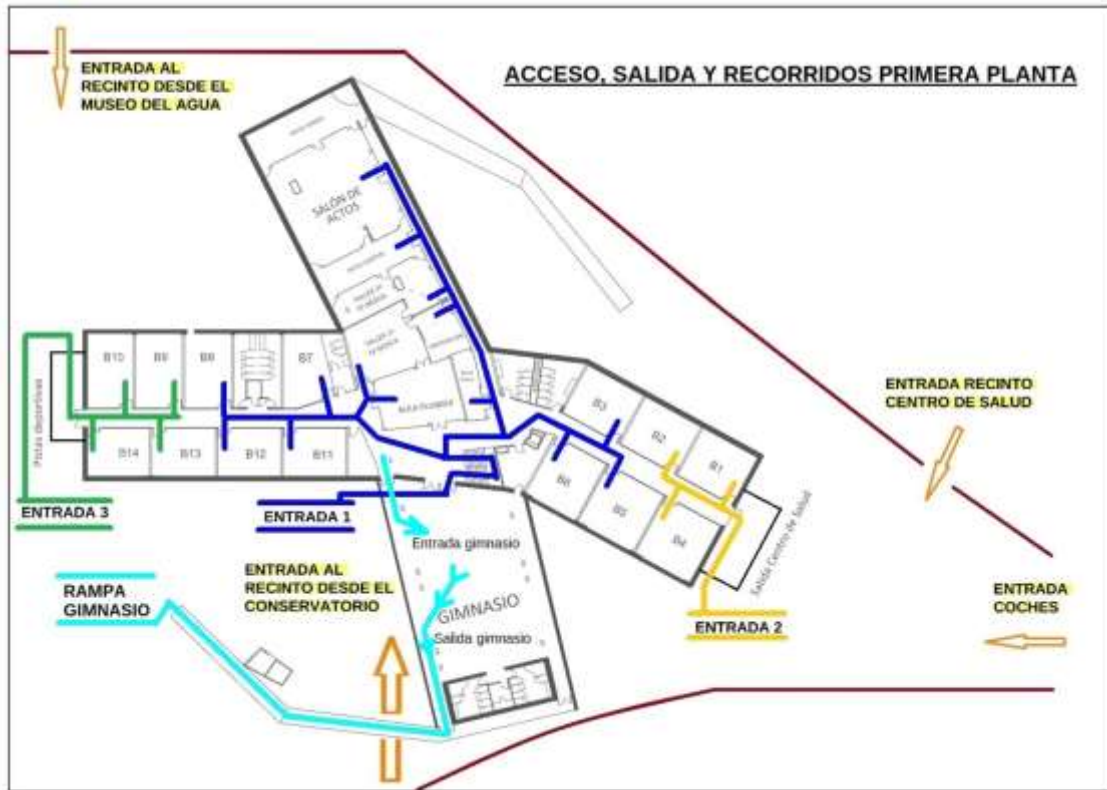 ACCESO, SALIDA Y RECORRIDOS PRIMERA PLANTA
ENTRADA AL
RECINTO DESDE EL
MUSEO DEL AGUA
SALÓN DE
ACTOS
B10
B9
B8
B7
B3
B2
B1
ENTRADA RECINTO
CENTRO DE SALUD
Pistas deportivas
B14
B13
B12
B11
B6
B5
B4
Salida Centro de Salud
ENTRADA 3
ENTRADA 1
Entrada gimnasio
ENTRADA AL
RECINTO DESDE EL
CONSERVATORIO
RAMPA
GIMNASIO
GIMNASIO
Salida gimnasio
ENTRADA 2
ENTRADA
COCHES